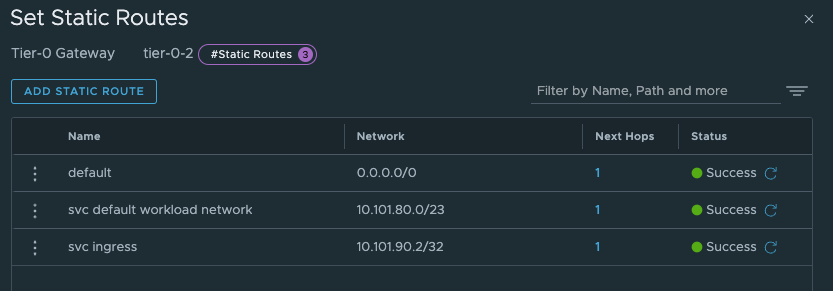 Set Static Routes
Tier-0 Gateway tier-0-2 #Static Routes 3
ADD STATIC ROUTE Filter by Name, Path and more
Name Network Next Hops Status
default 0.0.0.0/0 1 Success
svc default workload network 10.101.80.0/23 1 Success
svc ingress 10.101.90.2/32 1 Success